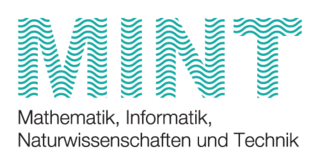 MINT
Mathematik, Informatik,
Naturwissenschaften und Technik